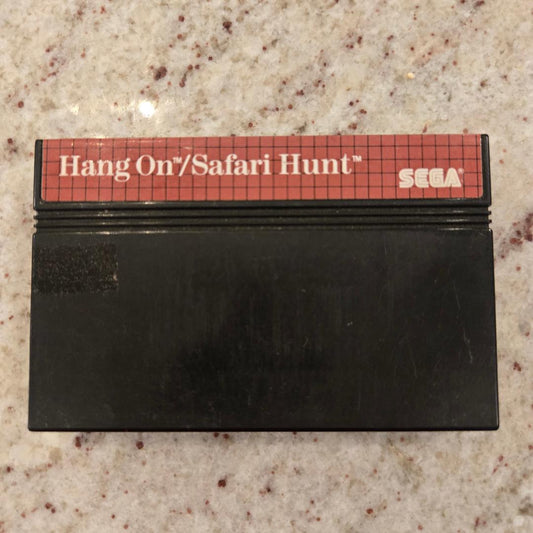 Hang On™/Safari Hunt™
SEGA®